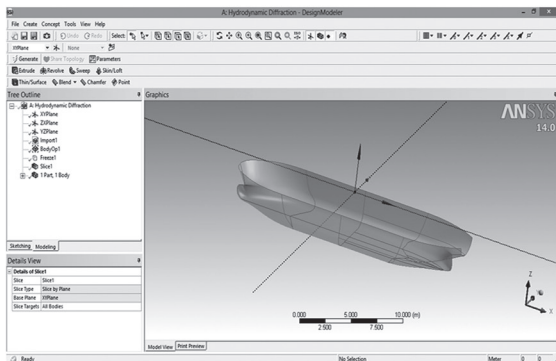 A: Hydrodynamic Diffraction - DesignModeler
File Create Concept Tools View Help
Undo Redo Select:
XYPlane None
Generate Share Topology Parameters
Extrude Revolve Sweep Skin/Loft
Thin/Surface Blend Chamfer Point
Tree Outline
A: Hydrodynamic Diffraction
XYPlane
ZXPlane
YZPlane
Import1
BodyOp1
Freeze1
Slice1
1 Part, 1 Body
Sketching Modeling
Details View
Details of Slice1
Slice Slice1
Slice Type Slice by Plane
Base Plane XYPlane
Slice Targets All Bodies
Graphics
ANSYS
14.0
0.000 5.000 10.000 (m)
2.500 7.500
Z
X
Model View Print Preview
Ready No Selection Meter 0 0